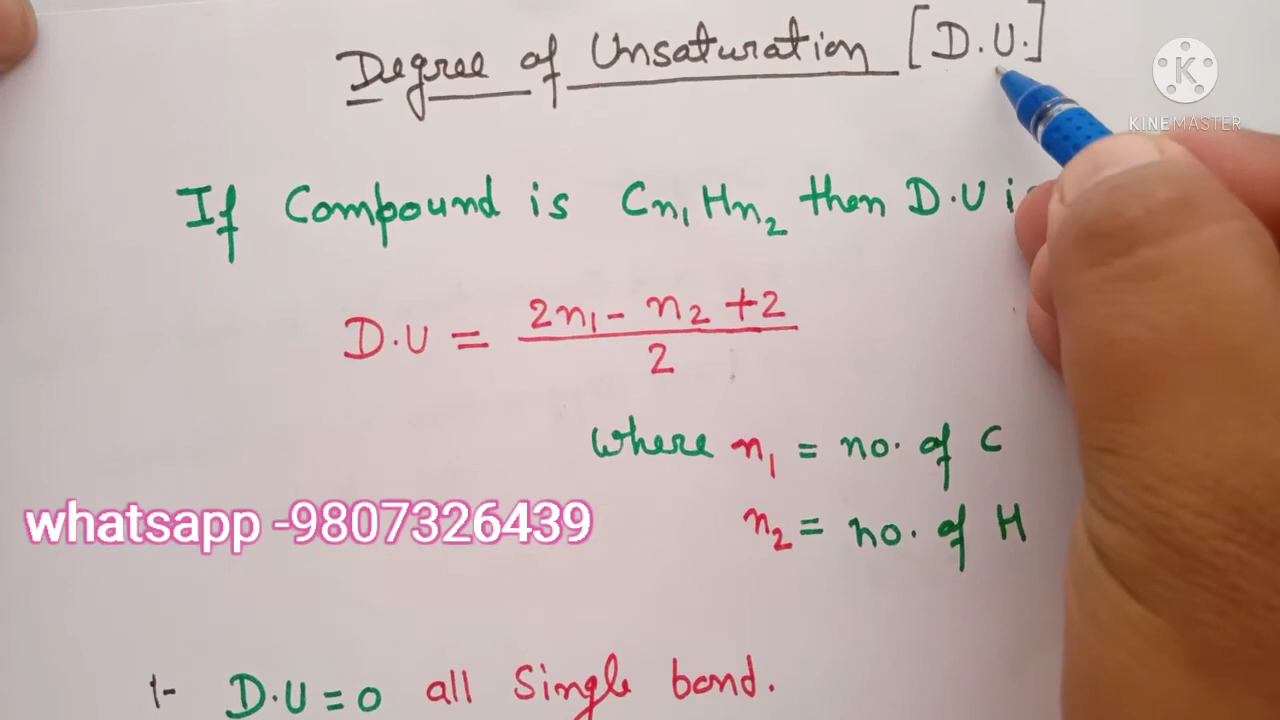 Degree of Unsaturation [D.U.]
K
KINEMASTER
If Compound is Cn₁Hn₂ then D.U
D.U = 2n₁ - n₂ + 2
2
where n₁ = no. of C
whatsapp -9807326439
n₂ = no. of H
1- D.U = 0 all Single bond.